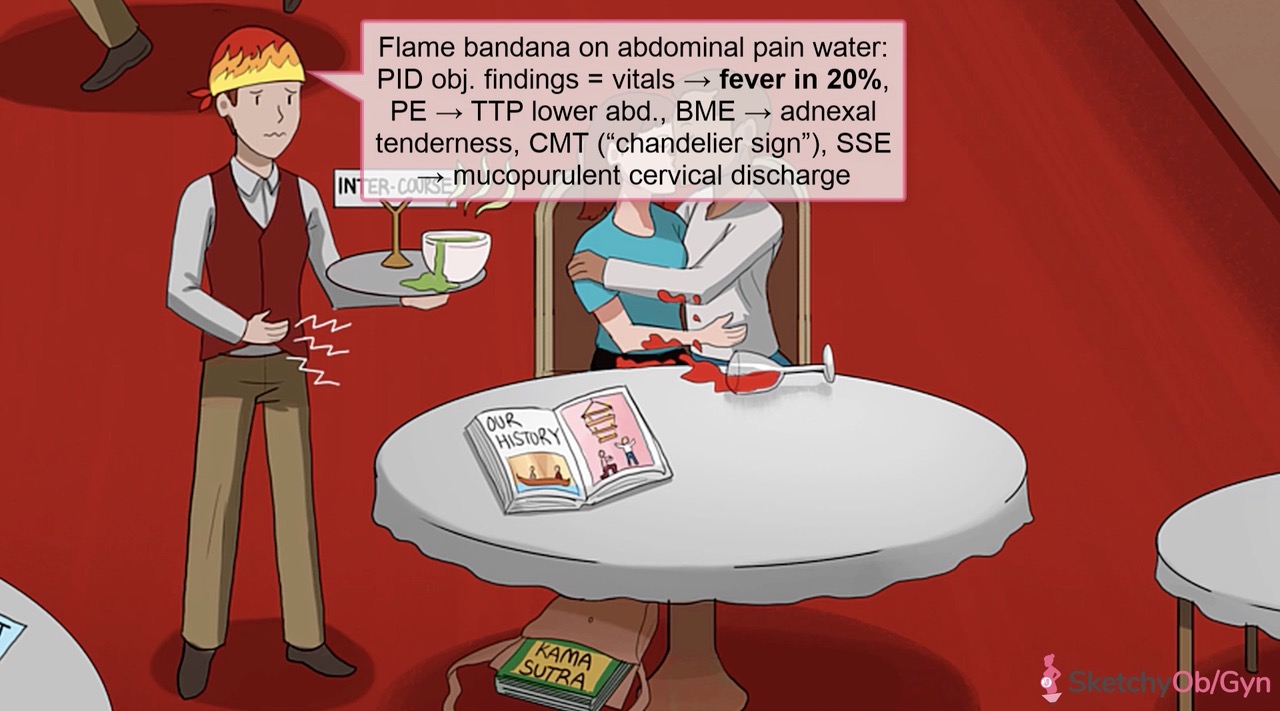 Flame bandana on abdominal pain water:
PID obj. findings = vitals → fever in 20%,
PE → TTP lower abd., BME → adnexal
tenderness, CMT (“chandelier sign”), SSE
→ mucopurulent cervical discharge
INTER-COURSE
OUR
HISTORY
KAMA
SUTRA
T
SketchyOb/Gyn